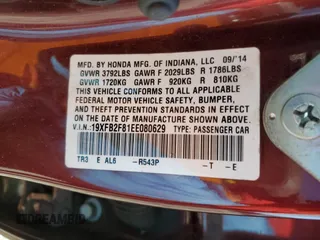 MFD. BY HONDA MFG. OF INDIANA, LLC 09/'14
GVWR 3792LBS GAWR F 2029LBS R 1786LBS
GVWR 1720KG GAWR F 920KG R 810KG
THIS VEHICLE CONFORMS TO ALL APPLICABLE
FEDERAL MOTOR VEHICLE SAFETY, BUMPER,
AND THEFT PREVENTION STANDARDS IN
EFFECT ON THE DATE OF MANUFACTURE
SHOWN ABOVE.
V.I.N.:19XFB2F81EE080629 TYPE: PASSENGER CAR
TR3 E AL6 -R543P -T -E